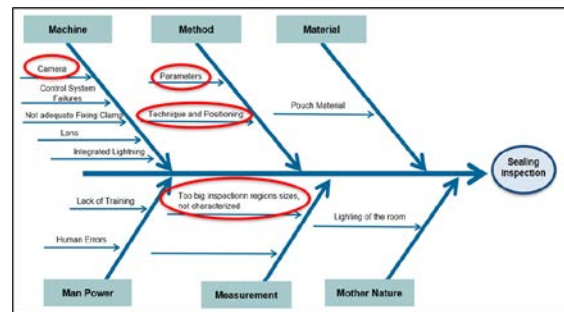 Machine
Method
Material
Camera
Control System
Failures
Not adequate Fixing Clamp
Lens
Integrated Lightning
Parameters
Technique and Positioning
Pouch Material
Sealing
Inspection
Lack of Training
Human Errors
Too big inspectionn regions sizes,
not characterized
Lighting of the room
Man Power
Measurement
Mother Nature